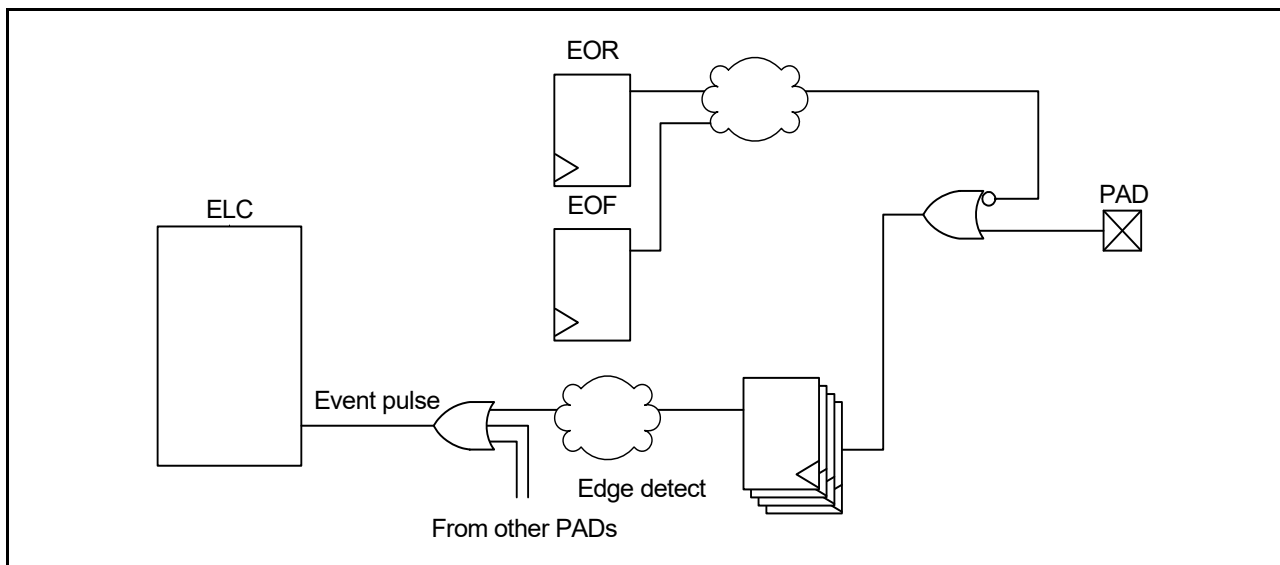 EOR
EOF
PAD
ELC
Event pulse
Edge detect
From other PADs